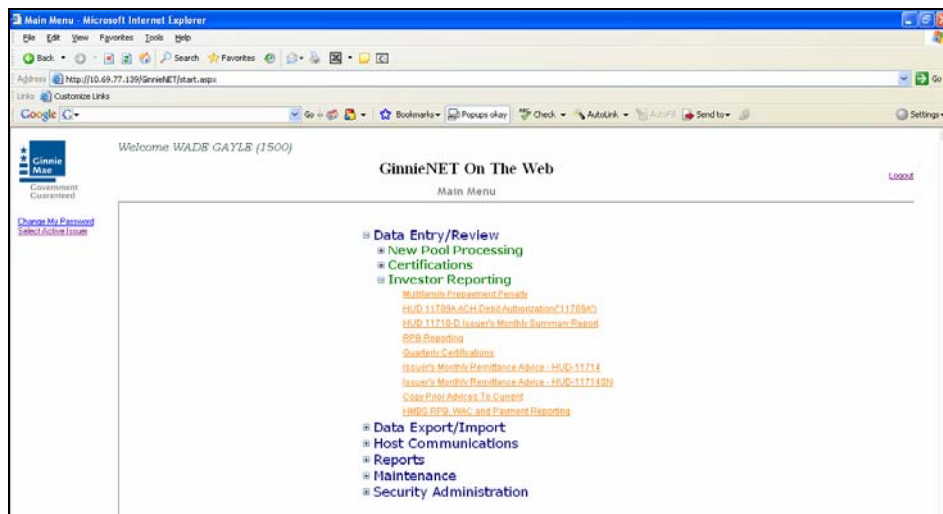 Main Menu - Microsoft Internet Explorer
File Edit View Favorites Tools Help
Back Search Favorites
Address http://10.69.77.139/GinnieNET/start.aspx Go
Links Customize Links
Google G Go Bookmarks Popups okay Check AutoLink AutoFill Send to Settings
Welcome WADE GAYLE (1500)
Ginnie
Mae
Government
Guaranteed
GinnieNET On The Web
Logout
Main Menu
Change My Password
Select Active Issuer
Data Entry/Review
New Pool Processing
Certifications
Investor Reporting
Multifamily Prepayment Penalty
HUD 11709A ACH Debit Authorization("11709A")
HUD 11710-D Issuer's Monthly Summary Report
RPB Reporting
Quarterly Certifications
Issuer's Monthly Remittance Advice - HUD-11714
Issuer's Monthly Remittance Advice - HUD-11714SN
Copy Prior Advices To Current
HMBS RPB, WAC and Payment Reporting
Data Export/Import
Host Communications
Reports
Maintenance
Security Administration